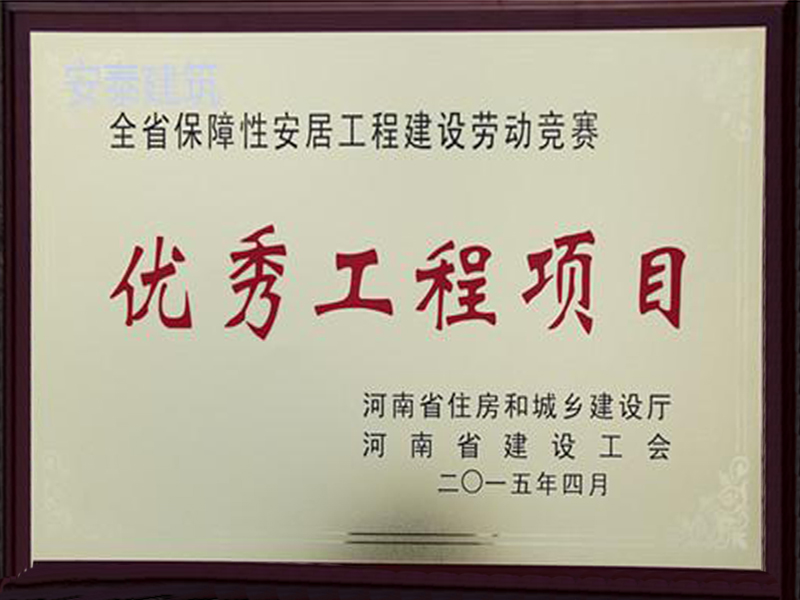 安泰建筑
全省保障性安居工程建设劳动竞赛
优秀工程项目
河南省住房和城乡建设厅
河南省建设工会
二〇一五年四月